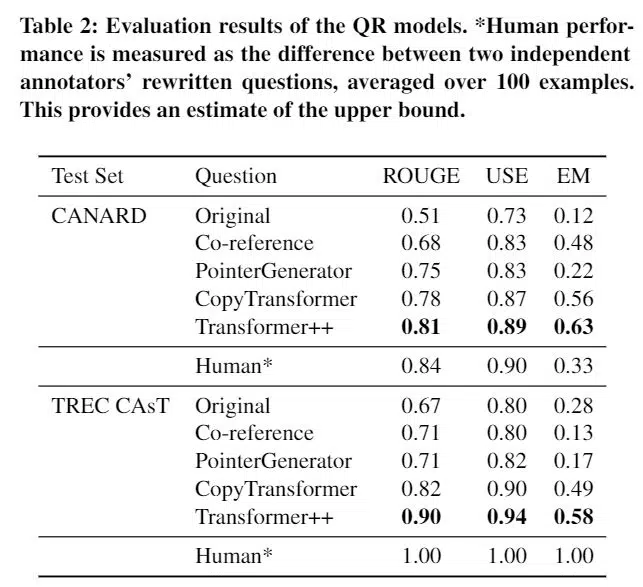 Table 2: Evaluation results of the QR models. *Human perfor-
mance is measured as the difference between two independent
annotators' rewritten questions, averaged over 100 examples.
This provides an estimate of the upper bound.
Test Set Question ROUGE USE EM
CANARD Original 0.51 0.73 0.12
Co-reference 0.68 0.83 0.48
PointerGenerator 0.75 0.83 0.22
CopyTransformer 0.78 0.87 0.56
Transformer++ 0.81 0.89 0.63
Human* 0.84 0.90 0.33
TREC CAsT Original 0.67 0.80 0.28
Co-reference 0.71 0.80 0.13
PointerGenerator 0.71 0.82 0.17
CopyTransformer 0.82 0.90 0.49
Transformer++ 0.90 0.94 0.58
Human* 1.00 1.00 1.00